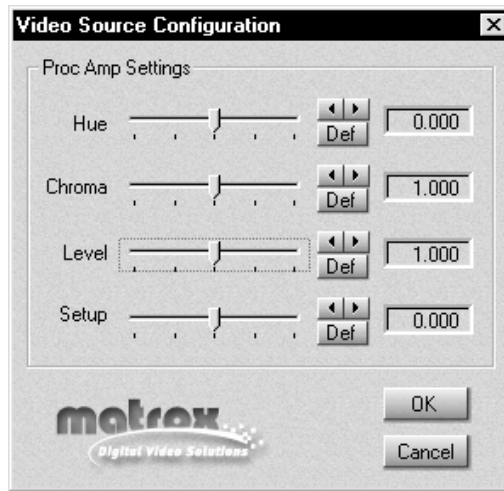 Video Source Configuration
Proc Amp Settings
Hue
Def
0.000
Chroma
Def
1.000
Level
Def
1.000
Setup
Def
0.000
matrox
Digital Video Solutions
OK
Cancel